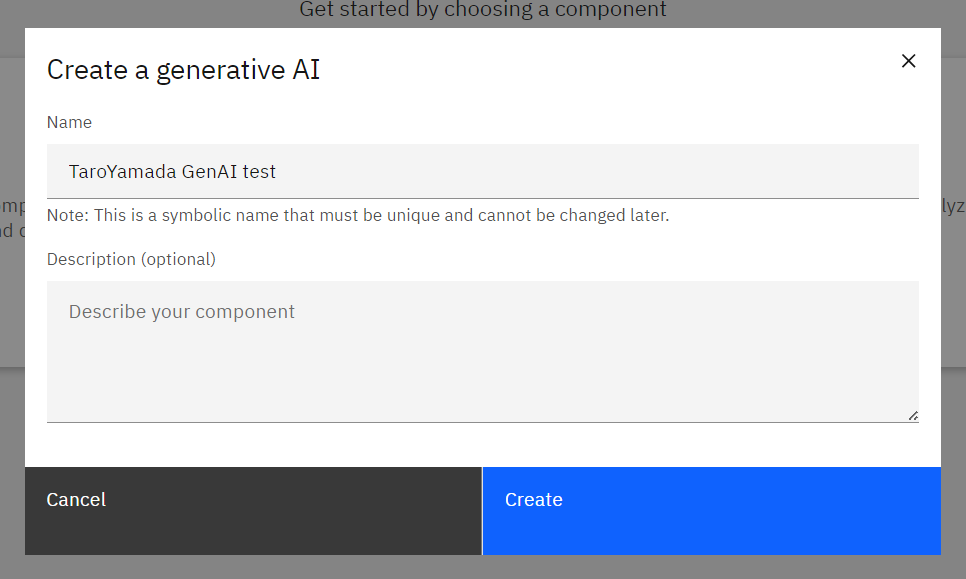 Get started by choosing a component
Create a generative AI
Name
TaroYamada GenAI test
Note: This is a symbolic name that must be unique and cannot be changed later.
Description (optional)
Describe your component
Cancel
Create